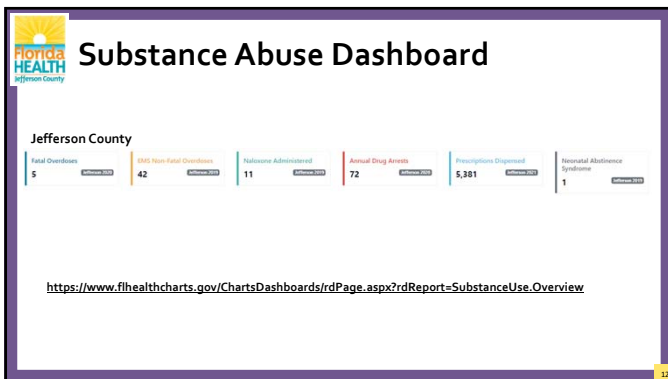 Florida
HEALTH
Jefferson County
Substance Abuse Dashboard
Jefferson County
Fatal Overdoses
5
Jefferson 2020
EMS Non-Fatal Overdoses
42
Jefferson 2019
Naloxone Administered
11
Jefferson 2019
Annual Drug Arrests
72
Jefferson 2020
Prescriptions Dispensed
5,381
Jefferson 2021
Neonatal Abstinence
Syndrome
1
Jefferson 2019
https://www.flhealthcharts.gov/ChartsDashboards/rdPage.aspx?rdReport=SubstanceUse.Overview
12